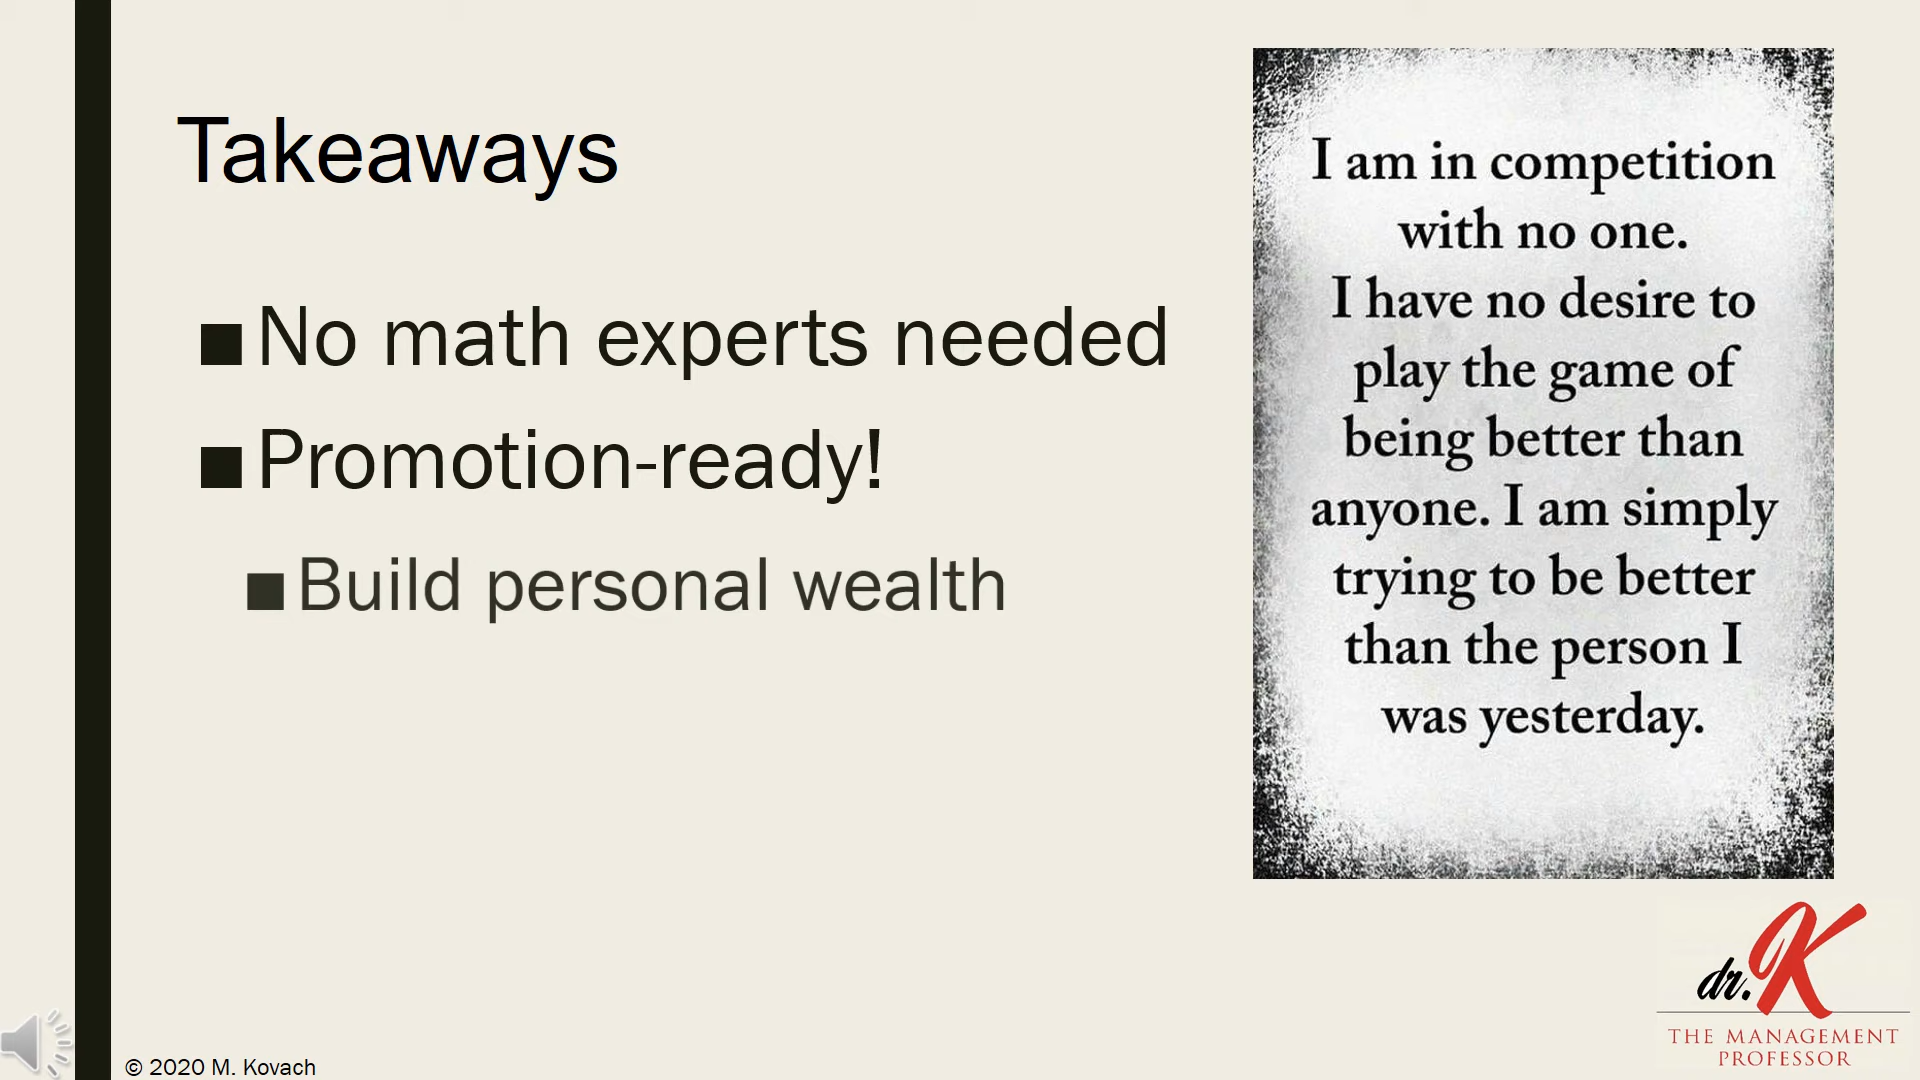 Takeaways
■No math experts needed
■Promotion-ready!
■Build personal wealth
I am in competition
with no one.
I have no desire to
play the game of
being better than
anyone. I am simply
trying to be better
than the person I
was yesterday.
dr.K
THE MANAGEMENT
PROFESSOR
© 2020 M. Kovach